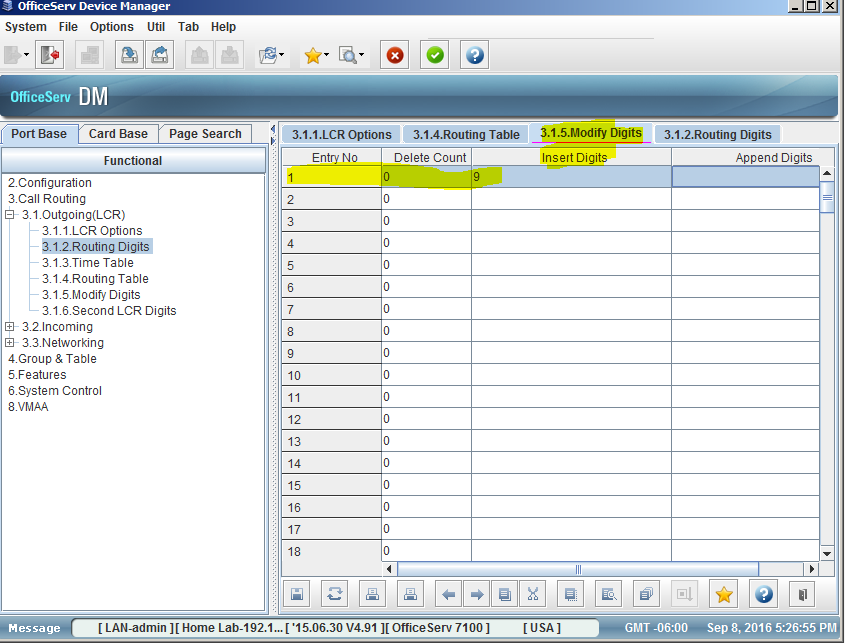 OfficeServ Device Manager
System File Options Util Tab Help
OfficeServ DM
Port Base Card Base Page Search
Functional
2.Configuration
3.Call Routing
3.1.Outgoing(LCR)
3.1.1.LCR Options
3.1.2.Routing Digits
3.1.3.Time Table
3.1.4.Routing Table
3.1.5.Modify Digits
3.1.6.Second LCR Digits
3.2.Incoming
3.3.Networking
4.Group & Table
5.Features
6.System Control
8.VMAA
3.1.1.LCR Options 3.1.4.Routing Table 3.1.5.Modify Digits 3.1.2.Routing Digits
Entry No Delete Count Insert Digits Append Digits
1 0 9
2 0
3 0
4 0
5 0
6 0
7 0
8 0
9 0
10 0
11 0
12 0
13 0
14 0
15 0
16 0
17 0
18 0
Message [ LAN-admin ][ Home Lab-192.1... [ '15.06.30 V4.91 ][ OfficeServ 7100 ] [ USA ] GMT -06:00 Sep 8, 2016 5:26:55 PM